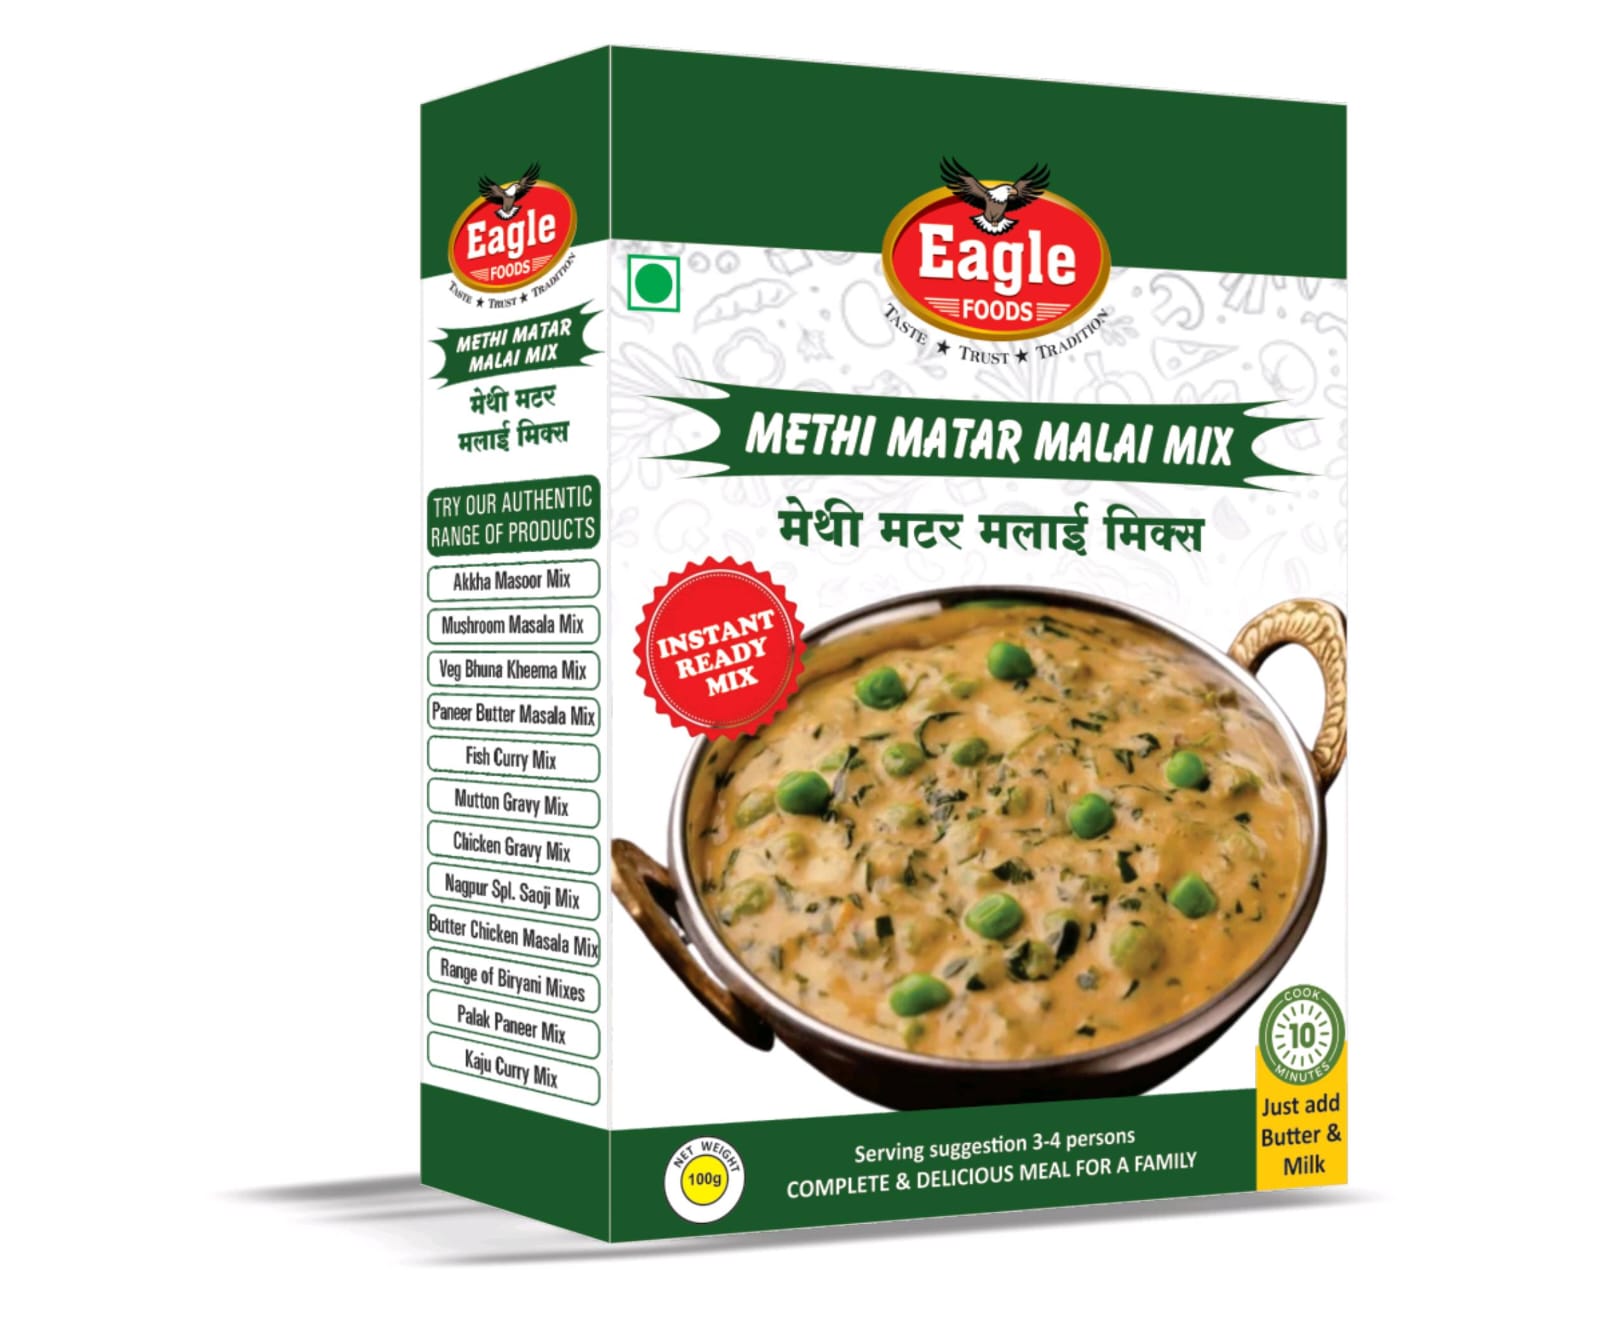 Eagle
FOODS
TASTE ★ TRUST ★ TRADITION
METHI MATAR
MALAI MIX
मेथी मटर
मलाई मिक्स
TRY OUR AUTHENTIC
RANGE OF PRODUCTS
Akkha Masoor Mix
Mushroom Masala Mix
Veg Bhuna Kheema Mix
Paneer Butter Masala Mix
Fish Curry Mix
Mutton Gravy Mix
Chicken Gravy Mix
Nagpur Spl. Saoji Mix
Butter Chicken Masala Mix
Range of Biryani Mixes
Palak Paneer Mix
Kaju Curry Mix
Eagle
FOODS
TASTE ★ TRUST ★ TRADITION
METHI MATAR MALAI MIX
मेथी मटर मलाई मिक्स
INSTANT
READY
MIX
COOK
10
MINUTES
Just add
Butter &
Milk
NET WEIGHT
100g
Serving suggestion 3-4 persons
COMPLETE & DELICIOUS MEAL FOR A FAMILY